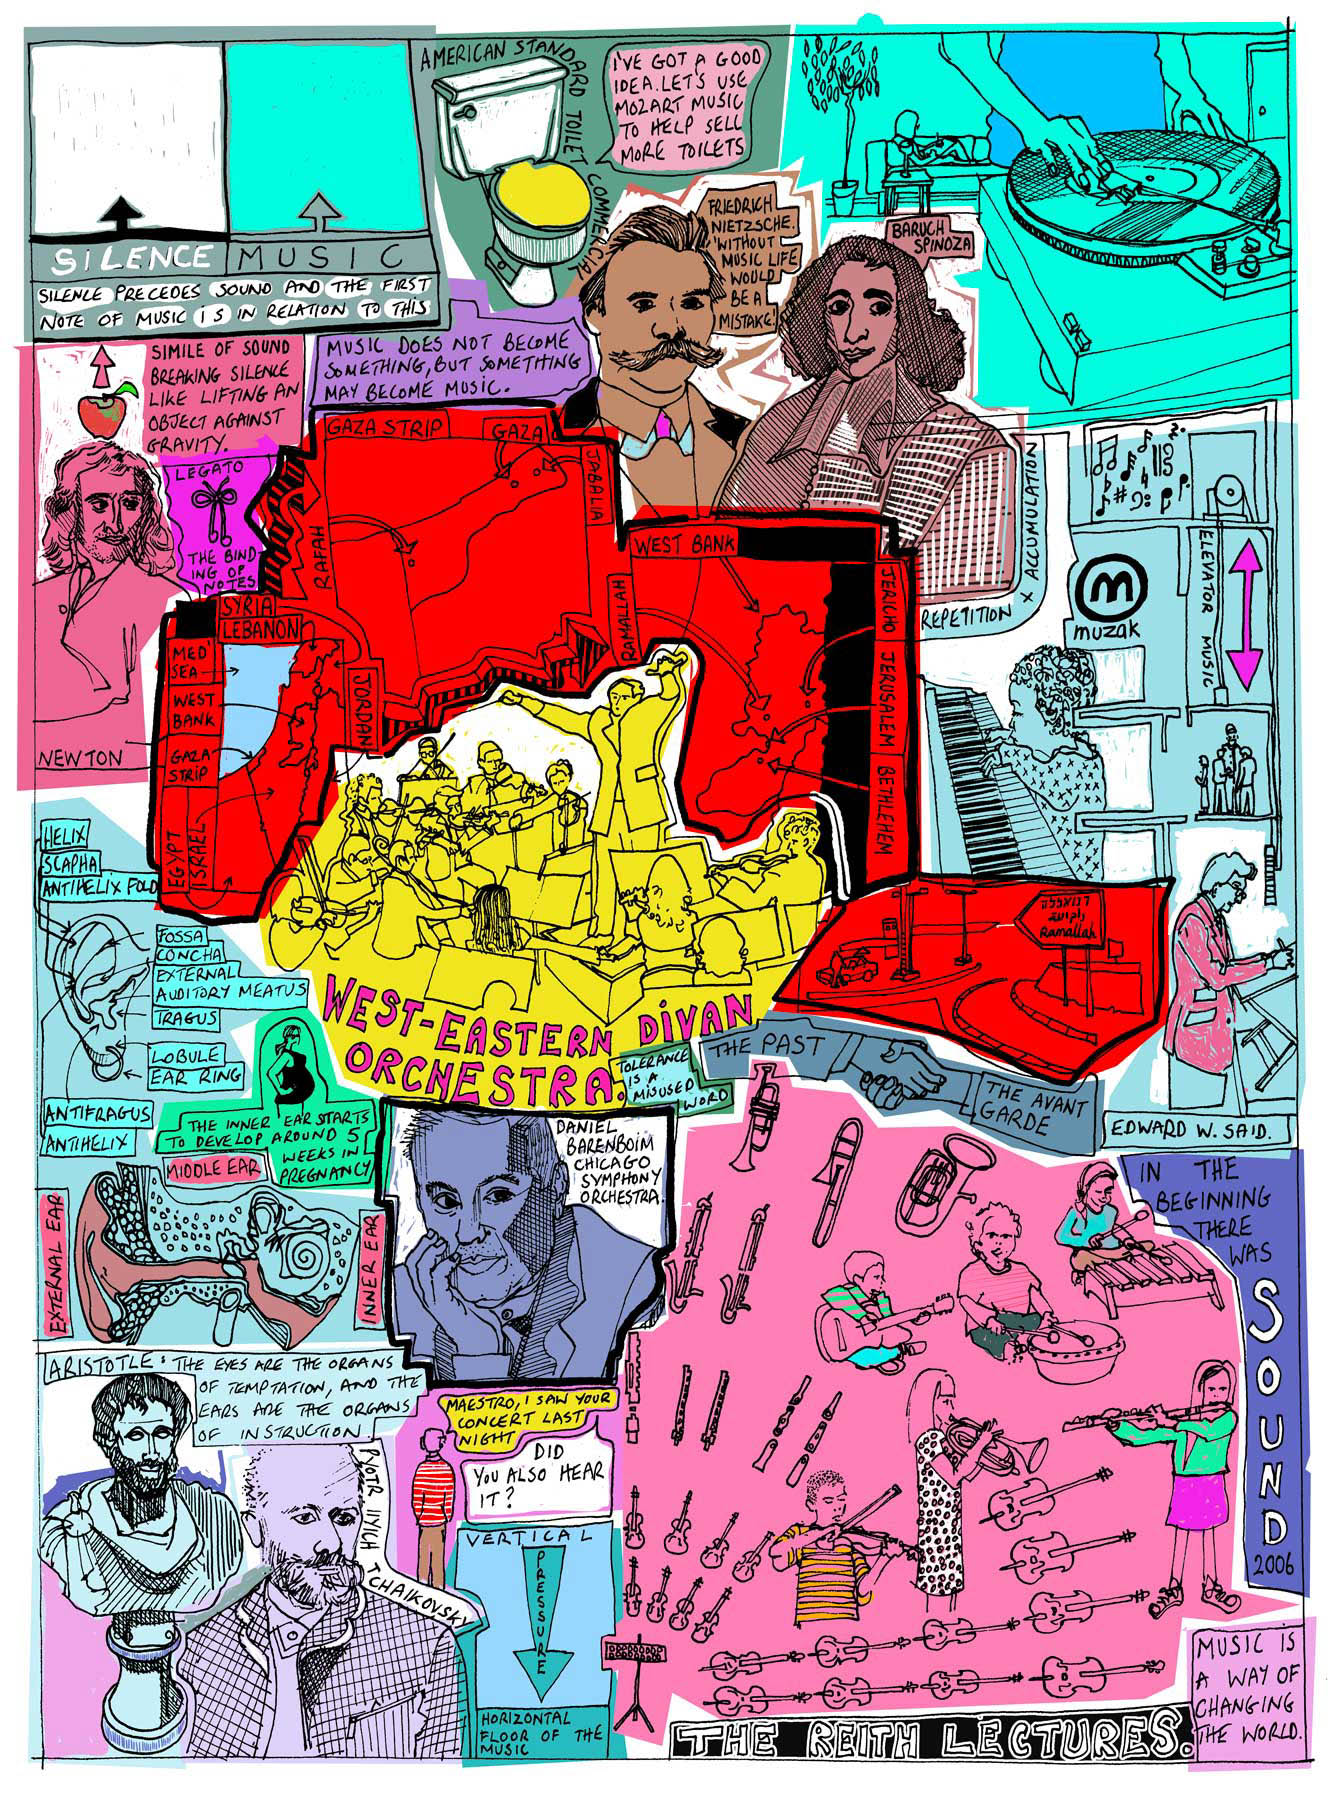 SILENCE
MUSIC
SILENCE PRECEDES SOUND AND THE FIRST
NOTE OF MUSIC IS IN RELATION TO THIS
AMERICAN STANDARD TOILET COMMERCIAL
I'VE GOT A GOOD
IDEA. LET'S USE
MOZART MUSIC
TO HELP SELL
MORE TOILETS
FRIEDRICH
NIETZSCHE.
'WITHOUT
MUSIC LIFE
WOULD
BE A
MISTAKE!
BARUCH
SPINOZA
SIMILE OF SOUND
BREAKING SILENCE
LIKE LIFTING AN
OBJECT AGAINST
GRAVITY.
MUSIC DOES NOT BECOME
SOMETHING, BUT SOMETHING
MAY BECOME MUSIC.
LEGATO
THE BIND
ING OF
NOTES
NEWTON
GAZA STRIP
GAZA
JABALIA
RAFAH
WEST BANK
RAMALLAH
JERICHO
JERUSALEM
BETHLEHEM
SYRIA
LEBANON
MED'
SEA
WEST
BANK
GAZA
STRIP
EGYPT
ISRAEL
JORDAN
REPETITION X ACCUMULATION
m
muzak
ELEVATOR MUSIC
Ramallah
EDWARD W. SAID.
HELIX
SCAPHA
ANTIHELIX FOLD
FOSSA
CONCHA
EXTERNAL
AUDITORY MEATUS
TRAGUS
LOBULE
EAR RING
ANTIFRAGUS
ANTIHELIX
THE INNER EAR STARTS
TO DEVELOP AROUND 5
WEEKS IN
PREGNANCY
MIDDLE EAR
EXTERNAL EAR
INNER EAR
WEST-EASTERN DIVAN
ORCHESTRA.
TOLERANCE
IS A
MISUSED
WORD
THE PAST
THE AVANT
GARDE
DANIEL
BARENBOIM
CHICAGO
SYMPHONY
ORCHESTRA.
IN THE
BEGINNING
THERE
WAS
SOUND
2006
ARISTOTLE: THE EYES ARE THE ORGANS
OF TEMPTATION, AND THE
EARS ARE THE ORGANS
OF INSTRUCTION.
PYOTR ILYICH TCHAIKOVSKY
MAESTRO, I SAW YOUR
CONCERT LAST
NIGHT
DID
YOU ALSO HEAR
IT?
VERTICAL
PRESSURE
HORIZONTAL
FLOOR OF THE
MUSIC
THE REITH LECTURES.
MUSIC IS
A WAY OF
CHANGING
THE WORLD.